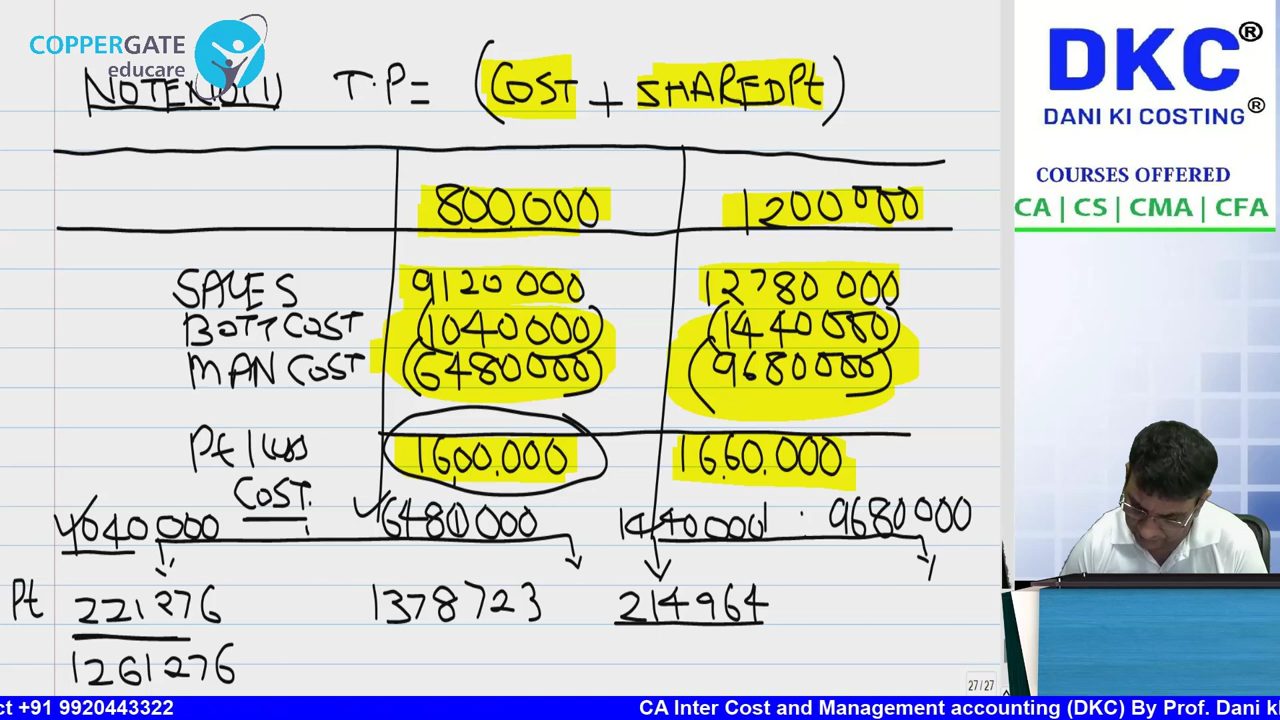 COPPERGATE
educare
T.P = (COST + SHARED Pt)
800,000 1200000
SALES 9120000 12780000
BOTT COST (1040000) (1440000)
MAN COST (6480000) (9680000)
Pt / Loss 1600,000 1660,000
COST.
1040000 6480000 1440000 . 9680000
Pt 221276 1378723 214964
1261276
27/27
DKC®
DANI KI COSTING®
COURSES OFFERED
CA | CS | CMA | CFA
ct +91 9920443322 CA Inter Cost and Management accounting (DKC) By Prof. Dani k